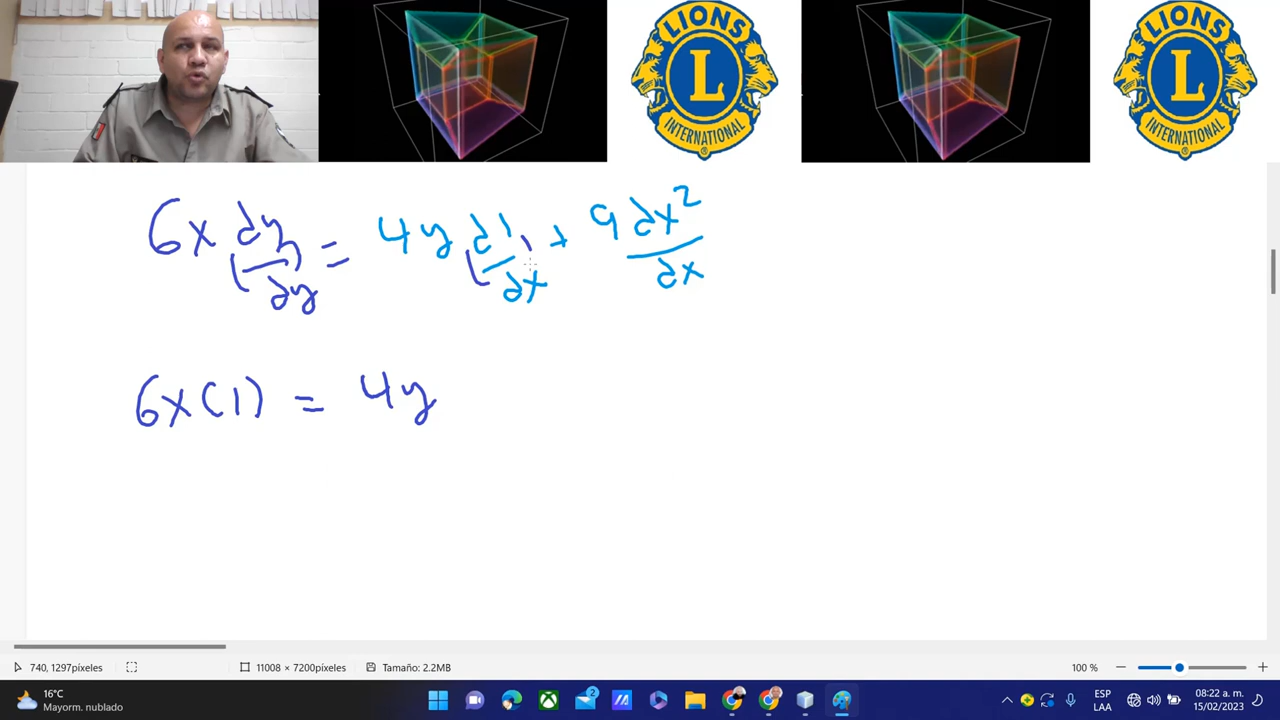 LIONS
L
INTERNATIONAL
LIONS
L
INTERNATIONAL
6x ∂y/∂y = 4y ∂1/∂x + 9 ∂x²/∂x
6x(1) = 4y
740, 1297píxeles
11008 × 7200píxeles
Tamaño: 2.2MB
100 %
16°C
Mayorm. nublado
2
ESP
LAA
08:22 a. m.
15/02/2023